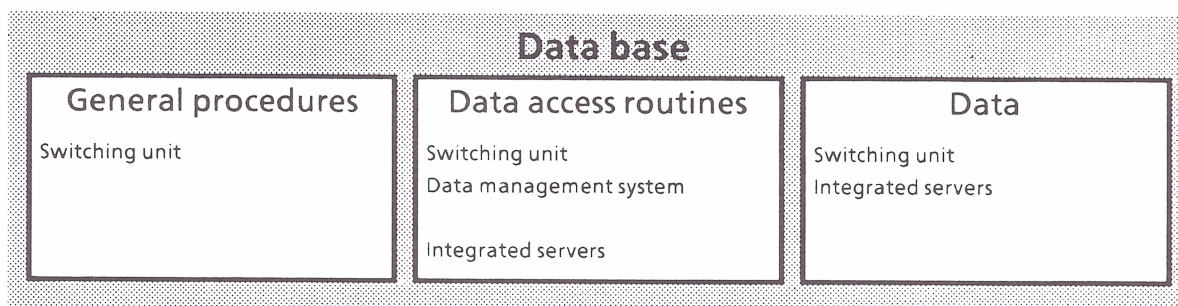 Data base
General procedures
Switching unit
Data access routines
Switching unit
Data management system
Integrated servers
Data
Switching unit
Integrated servers